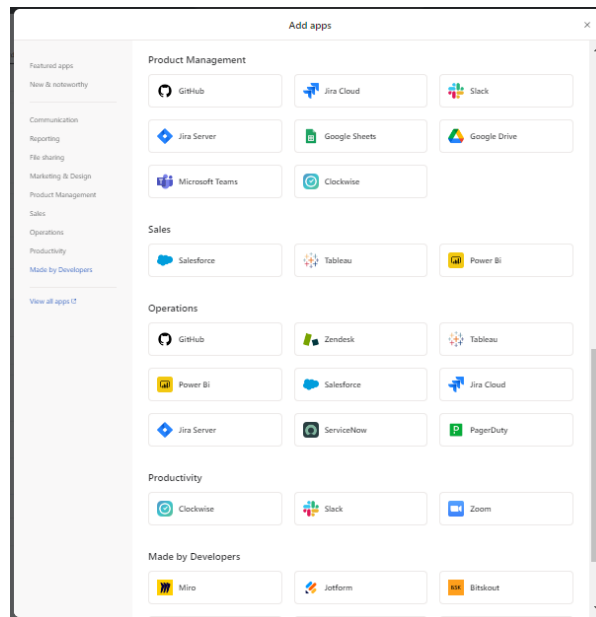 Add apps
×
Featured apps
New & noteworthy
Communication
Reporting
File sharing
Marketing & Design
Product Management
Sales
Operations
Productivity
Made by Developers
View all apps
Product Management
GitHub
Jira Cloud
Slack
Jira Server
Google Sheets
Google Drive
Microsoft Teams
Clockwise
Sales
Salesforce
Tableau
Power Bi
Operations
GitHub
Zendesk
Tableau
Power Bi
Salesforce
Jira Cloud
Jira Server
ServiceNow
P PagerDuty
Productivity
Clockwise
Slack
Zoom
Made by Developers
Miro
Jotform
Bitskout